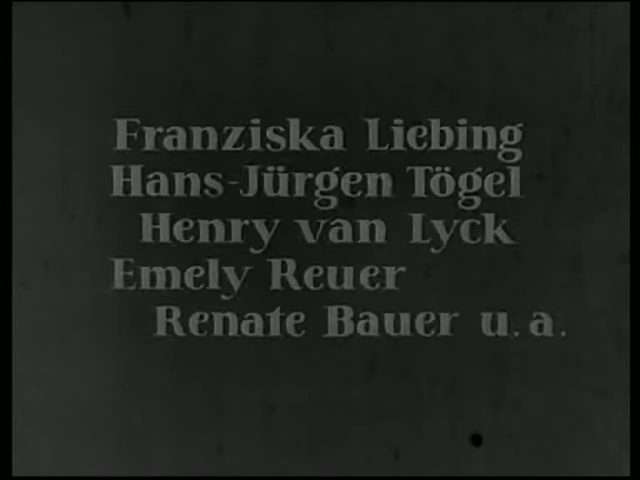 Franziska Liebing
Hans-Jürgen Tögel
Henry van Lyck
Emely Reuer
Renate Bauer u.a.